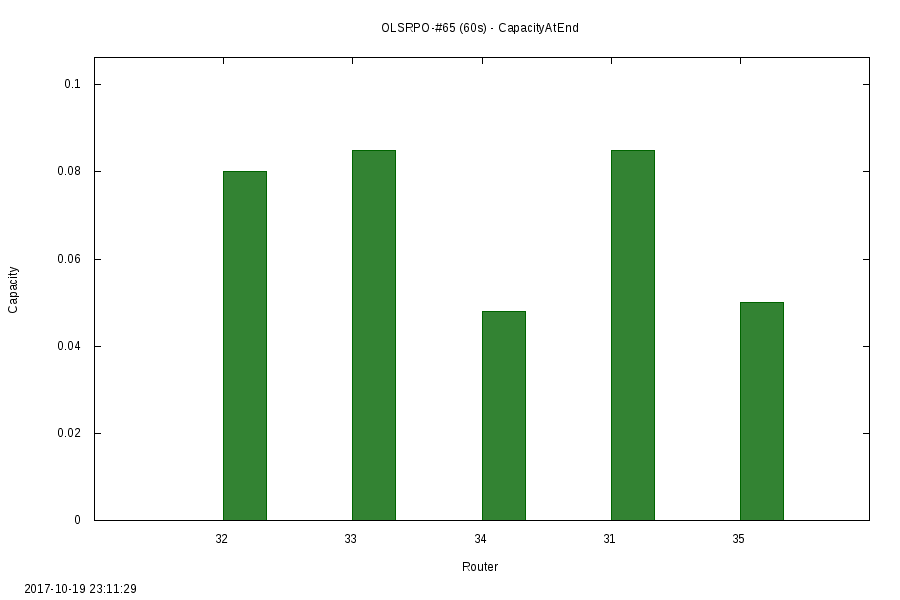 OLSRPO-#65 (60s) - CapacityAtEnd
0.1
0.08
0.06
0.04
0.02
0
Capacity
32 33 34 31 35
Router
2017-10-19 23:11:29